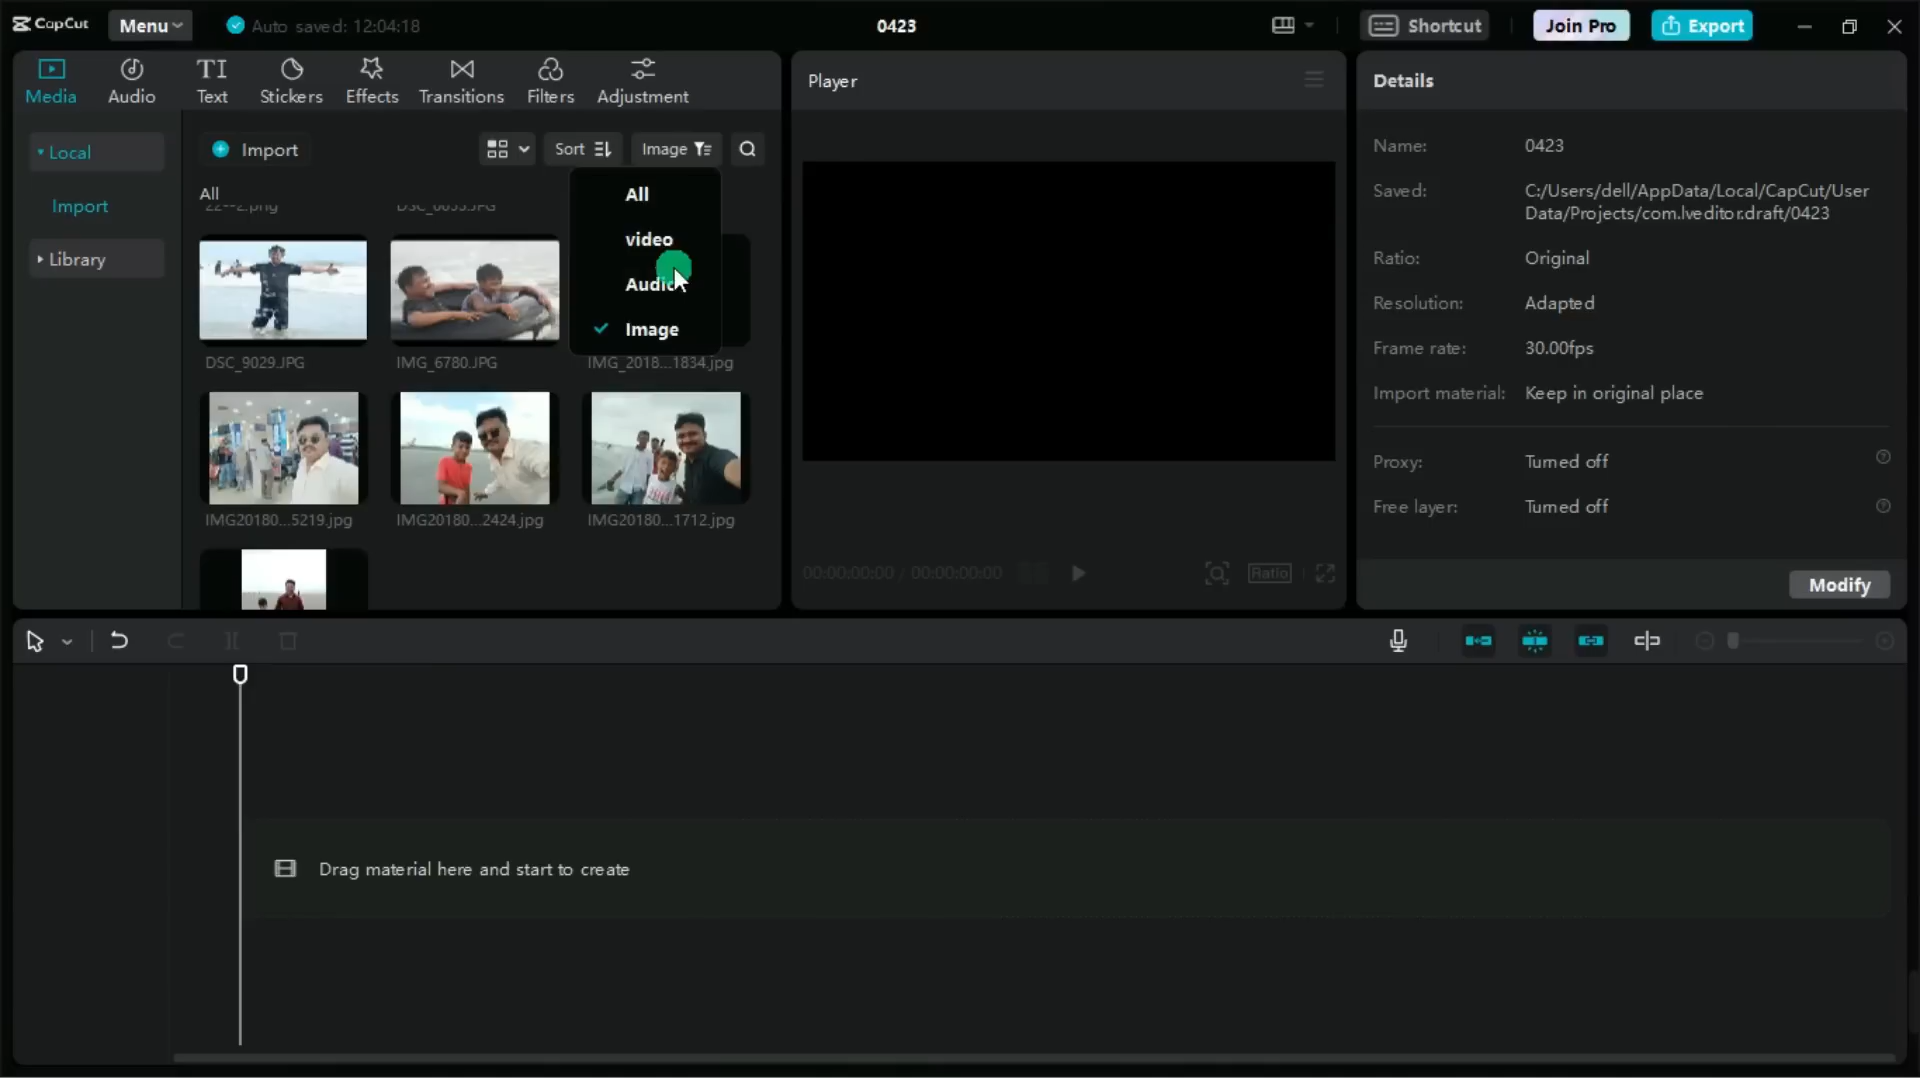 CapCut Menu Auto saved: 12:04:18 0423 Shortcut Join Pro Export
Media Audio Text Stickers Effects Transitions Filters Adjustment
Local
Import
Library
Import Sort Image
All
22--2.png
All
video
Audio
Image
DSC_9029.JPG IMG_6780.JPG IMG_2018...1834.jpg
IMG20180...5219.jpg IMG20180...2424.jpg IMG20180...1712.jpg
Player
00:00:00:00 / 00:00:00:00 Ratio
Details
Name: 0423
Saved: C:/Users/dell/AppData/Local/CapCut/User
Data/Projects/com.lveditor.draft/0423
Ratio: Original
Resolution: Adapted
Frame rate: 30.00fps
Import material: Keep in original place
Proxy: Turned off
Free layer: Turned off
Modify
Drag material here and start to create